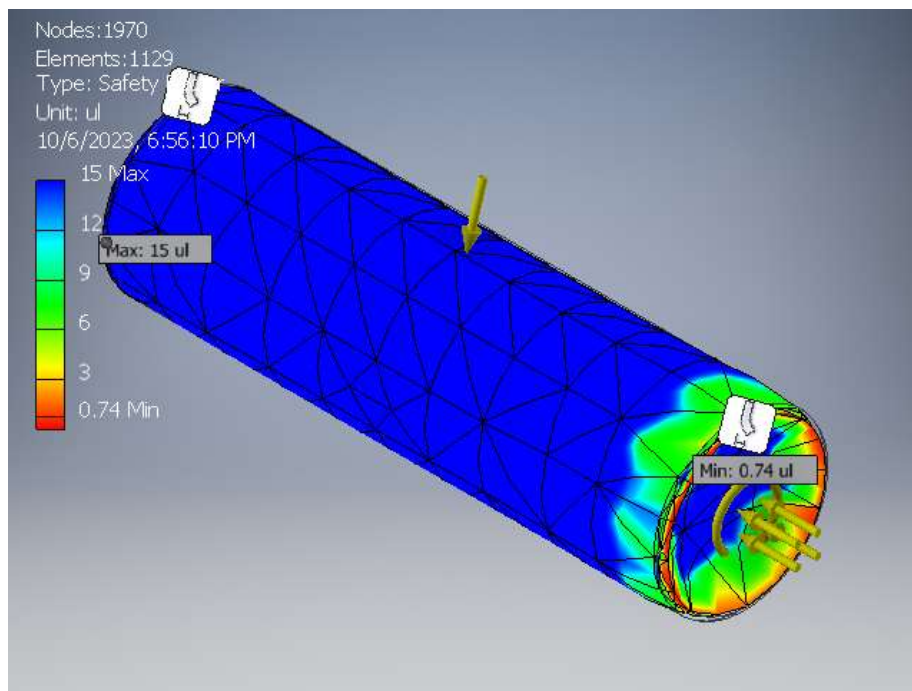 Nodes:1970
Elements:1129
Type: Safety
Unit: ul
10/6/2023, 6:56:10 PM
15 Max
12
Max: 15 ul
9
6
3
0.74 Min
Min: 0.74 ul